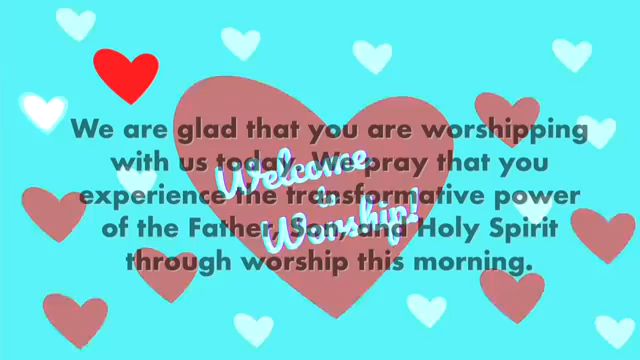 We are glad that you are worshipping
with us today. We pray that you
experience the transformative power
of the Father, Son, and Holy Spirit
through worship this morning.
Welcome
to
Worship!